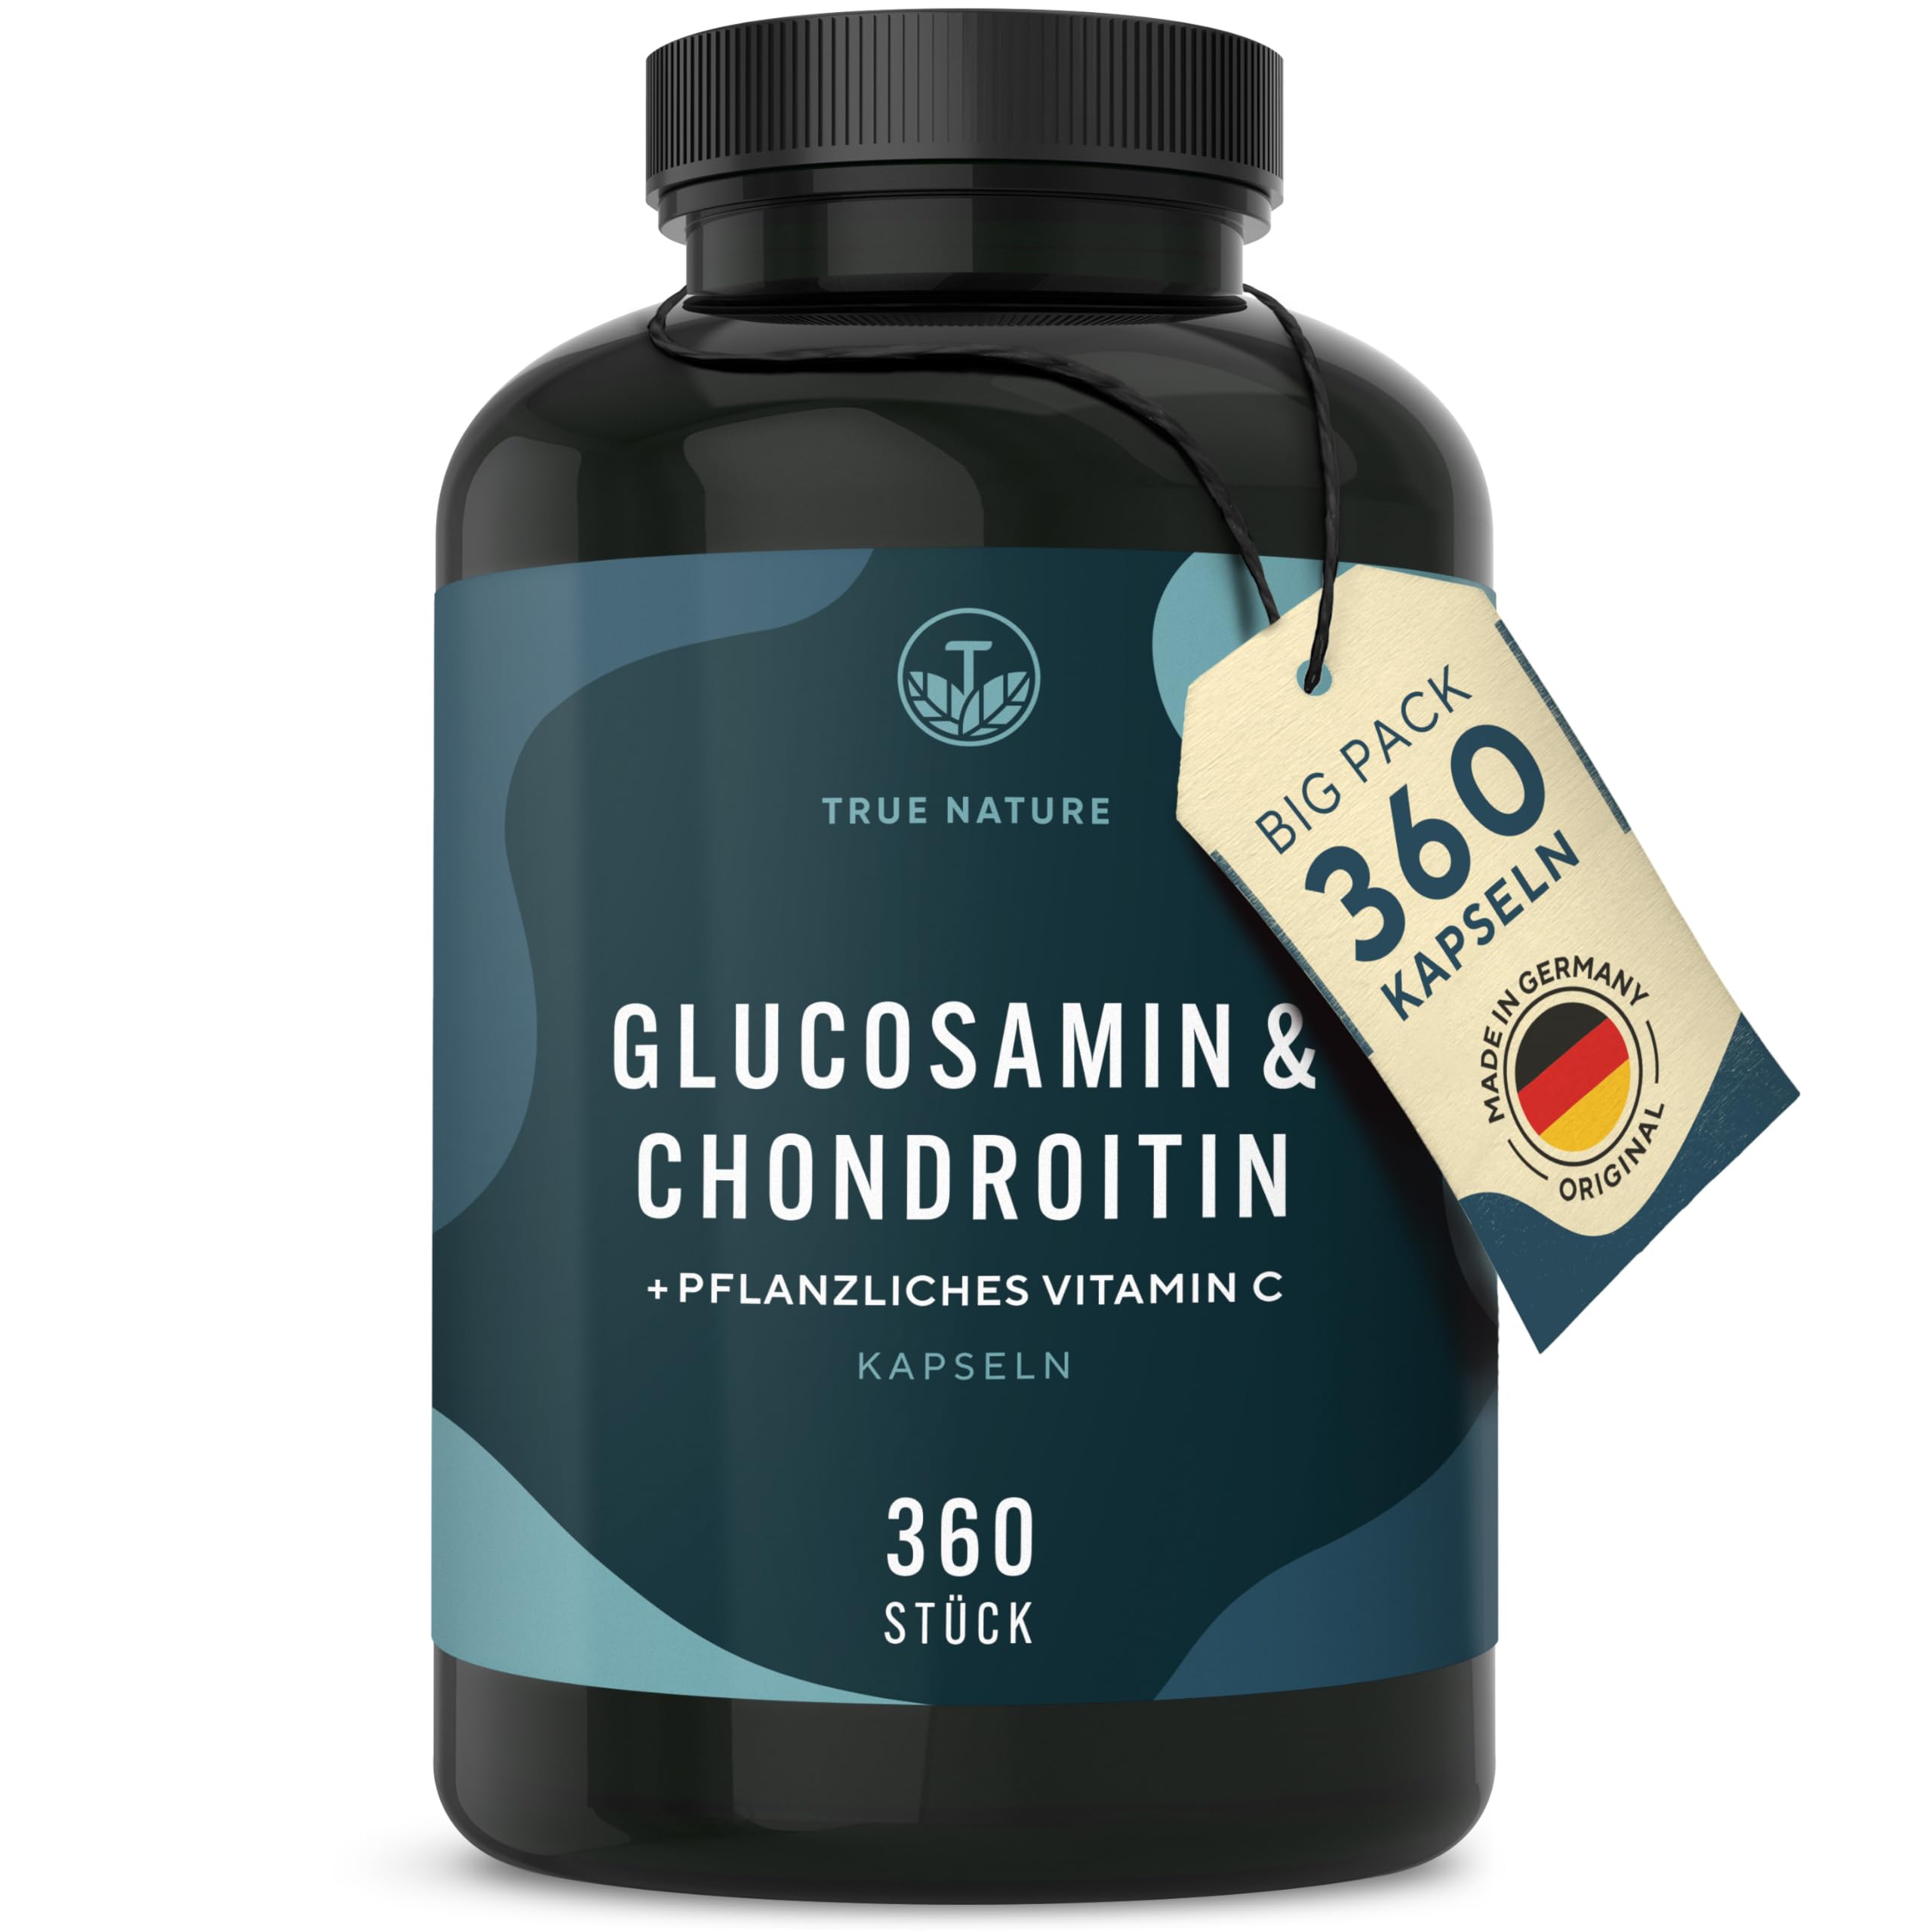 T
TRUE NATURE
GLUCOSAMIN &
CHONDROITIN
+ PFLANZLICHES VITAMIN C
KAPSELN
360
STÜCK
BIG PACK
360
KAPSELN
MADE IN GERMANY
ORIGINAL